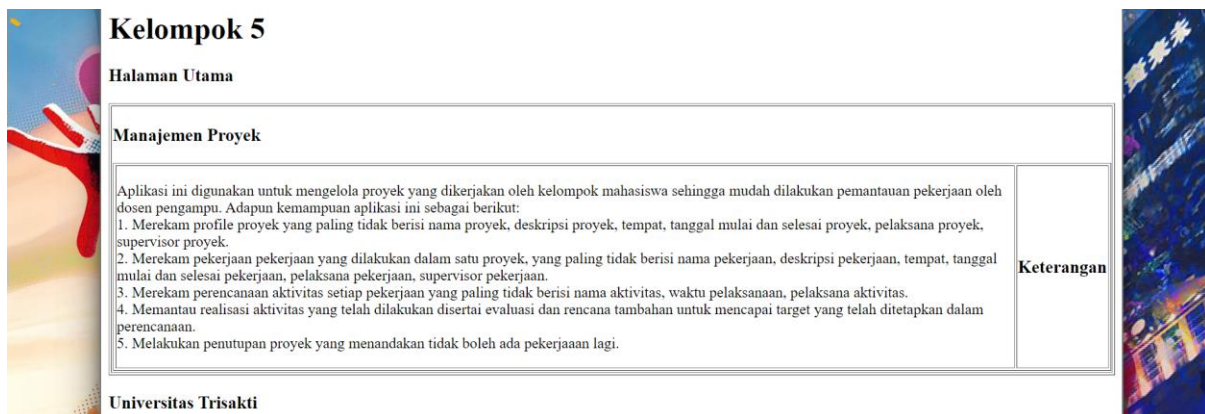 Kelompok 5
Halaman Utama
Manajemen Proyek
Aplikasi ini digunakan untuk mengelola proyek yang dikerjakan oleh kelompok mahasiswa sehingga mudah dilakukan pemantauan pekerjaan oleh
dosen pengampu. Adapun kemampuan aplikasi ini sebagai berikut:
1. Merekam profile proyek yang paling tidak berisi nama proyek, deskripsi proyek, tempat, tanggal mulai dan selesai proyek, pelaksana proyek,
supervisor proyek.
2. Merekam pekerjaan pekerjaan yang dilakukan dalam satu proyek, yang paling tidak berisi nama pekerjaan, deskripsi pekerjaan, tempat, tanggal
mulai dan selesai pekerjaan, pelaksana pekerjaan, supervisor pekerjaan.
3. Merekam perencanaan aktivitas setiap pekerjaan yang paling tidak berisi nama aktivitas, waktu pelaksanaan, pelaksana aktivitas.
4. Memantau realisasi aktivitas yang telah dilakukan disertai evaluasi dan rencana tambahan untuk mencapai target yang telah ditetapkan dalam
perencanaan.
5. Melakukan penutupan proyek yang menandakan tidak boleh ada pekerjaaan lagi.
Keterangan
Universitas Trisakti